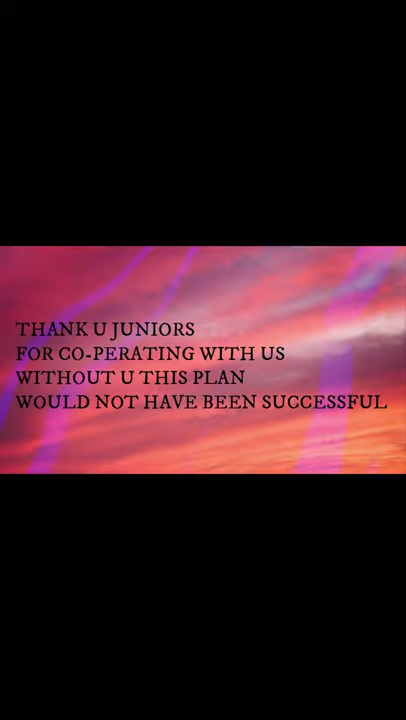 THANK U JUNIORS
FOR CO-PERATING WITH US
WITHOUT U THIS PLAN
WOULD NOT HAVE BEEN SUCCESSFUL